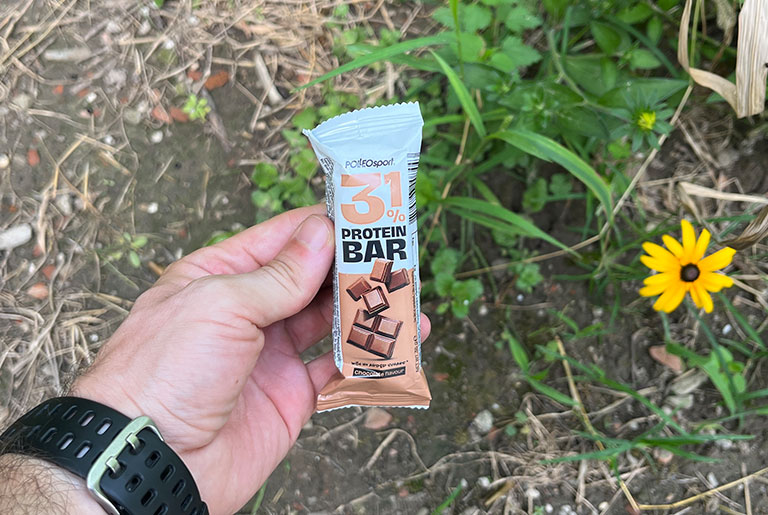 POLLEOsport
31%
PROTEIN
BAR
Chocolate flavour